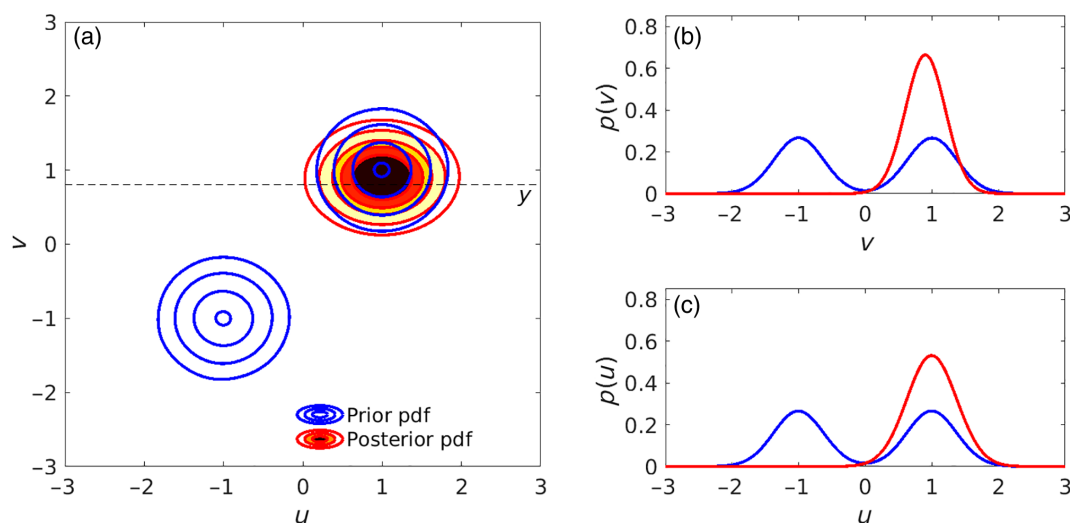 (a)
3
2
1
0
−1
−2
−3
v
y
Prior pdf
Posterior pdf
−3 −2 −1 0 1 2 3
u
(b)
0.8
0.6
0.4
0.2
0
p(v)
−3 −2 −1 0 1 2 3
v
(c)
0.8
0.6
0.4
0.2
0
p(u)
−3 −2 −1 0 1 2 3
u